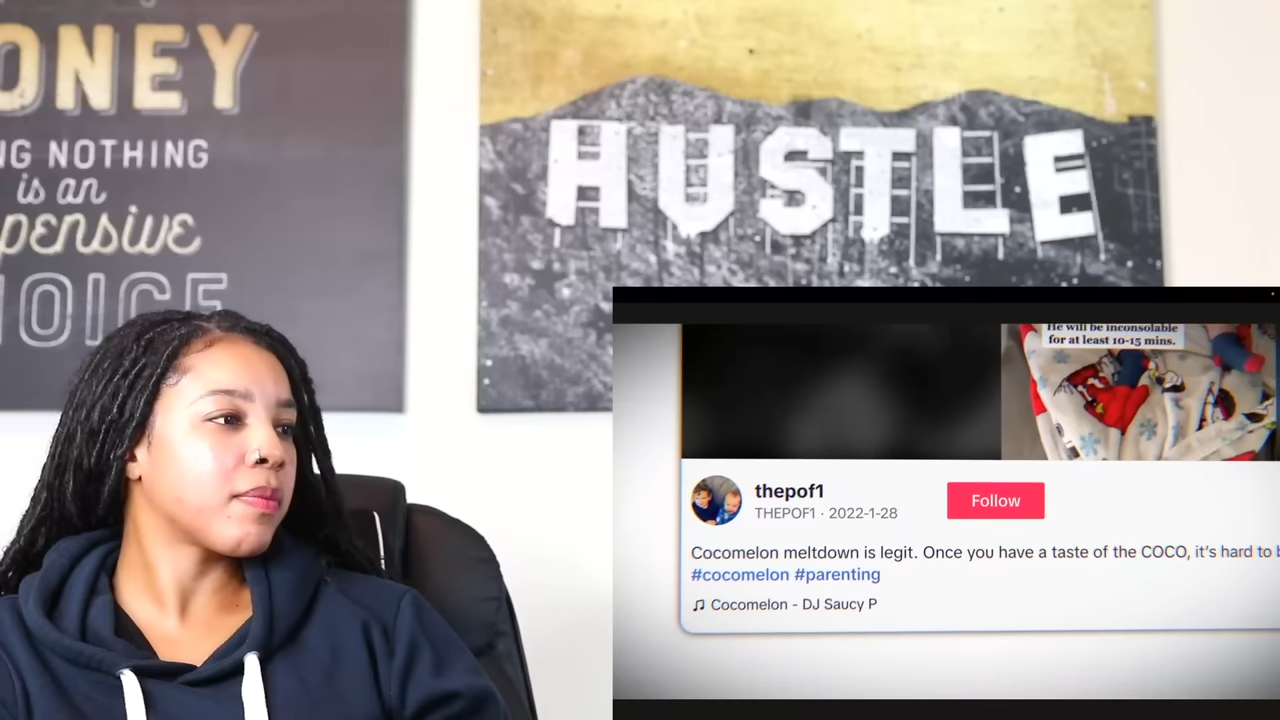 ONEY
NG NOTHING
is an
pensive
HOICE
HUSTLE
He will be inconsolable
for at least 10-15 mins.
thepof1
THEPOF1 · 2022-1-28
Follow
Cocomelon meltdown is legit. Once you have a taste of the COCO, it's hard to
#cocomelon #parenting
Cocomelon - DJ Saucy P